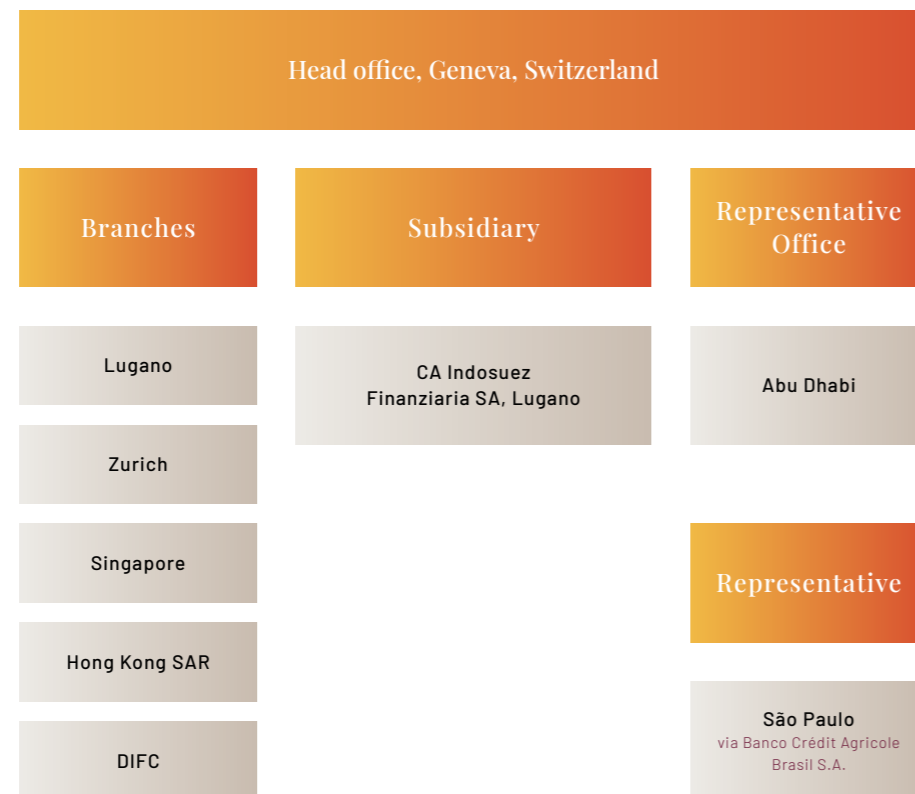 Head office, Geneva, Switzerland
Branches
Lugano
Zurich
Singapore
Hong Kong SAR
DIFC
Subsidiary
CA Indosuez
Finanziaria SA, Lugano
Representative
Office
Abu Dhabi
Representative
São Paulo
via Banco Crédit Agricole
Brasil S.A.